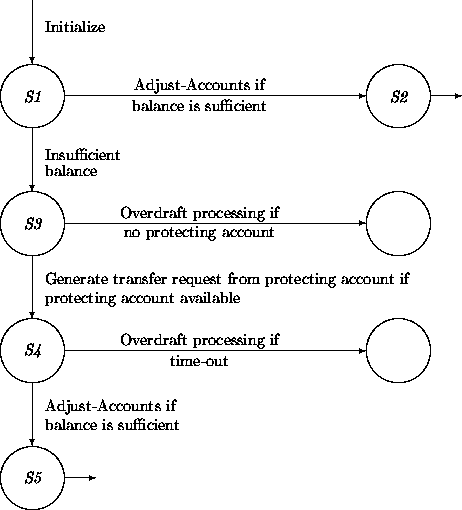 Initialize
S1
Adjust-Accounts if
balance is sufficient
S2
Insufficient
balance
S3
Overdraft processing if
no protecting account
Generate transfer request from protecting account if
protecting account available
S4
Overdraft processing if
time-out
Adjust-Accounts if
balance is sufficient
S5